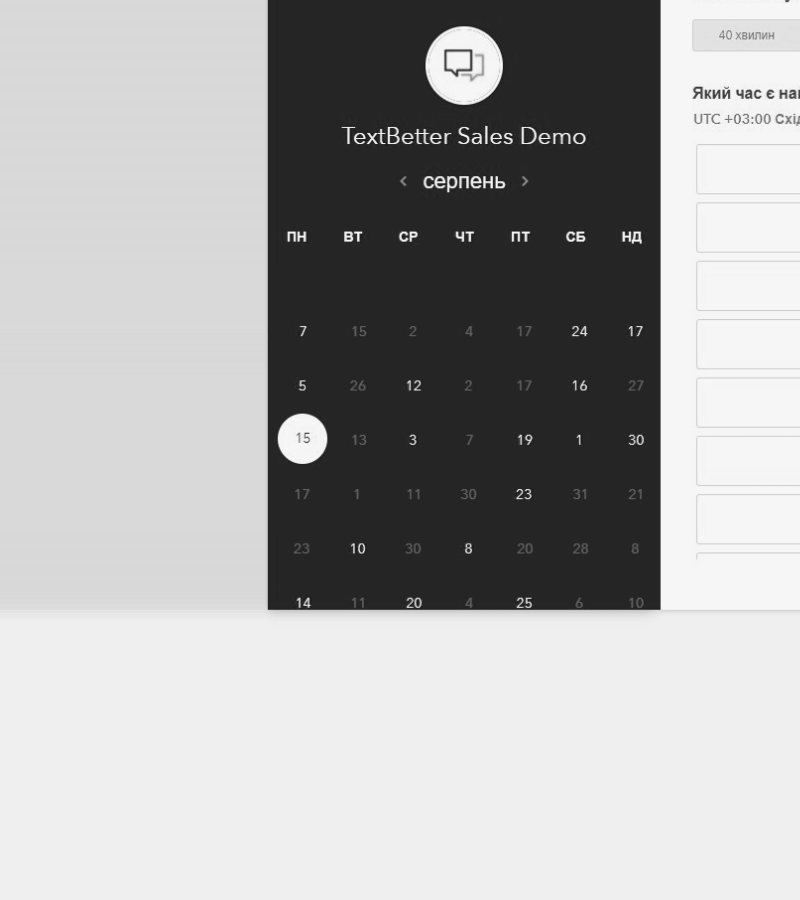 40 хвилин
TextBetter Sales Demo
серпень
Який час є
UTC +03:00
ПН ВТ СР ЧТ ПТ СБ НД
7 15 2 4 17 24 17
5 26 12 2 17 16 27
15 13 3 7 19 1 30
17 1 11 30 23 31 21
23 10 30 8 20 28 8
14 11 20 4 25 6 10